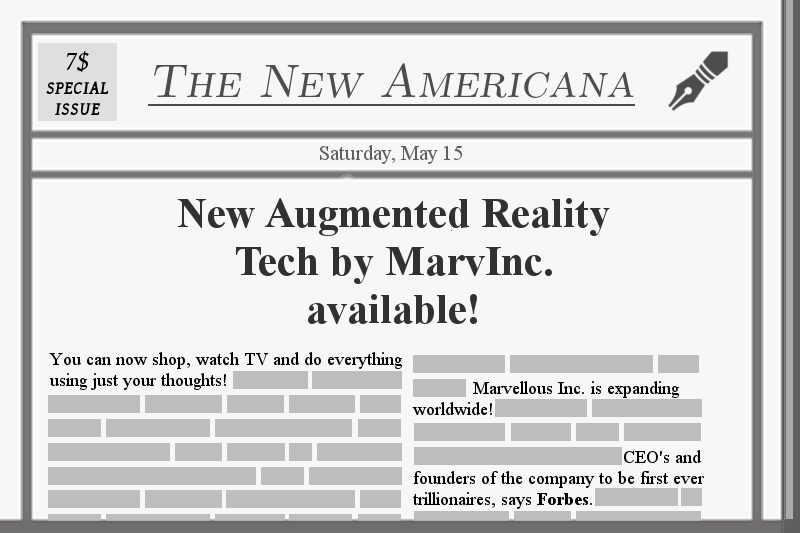 7$
SPECIAL
ISSUE
THE NEW AMERICANA
Saturday, May 15
New Augmented Reality
Tech by MarvInc.
available!
You can now shop, watch TV and do everything
using just your thoughts!
Marvellous Inc. is expanding
worldwide!
CEO's and
founders of the company to be first ever
trillionaires, says Forbes.